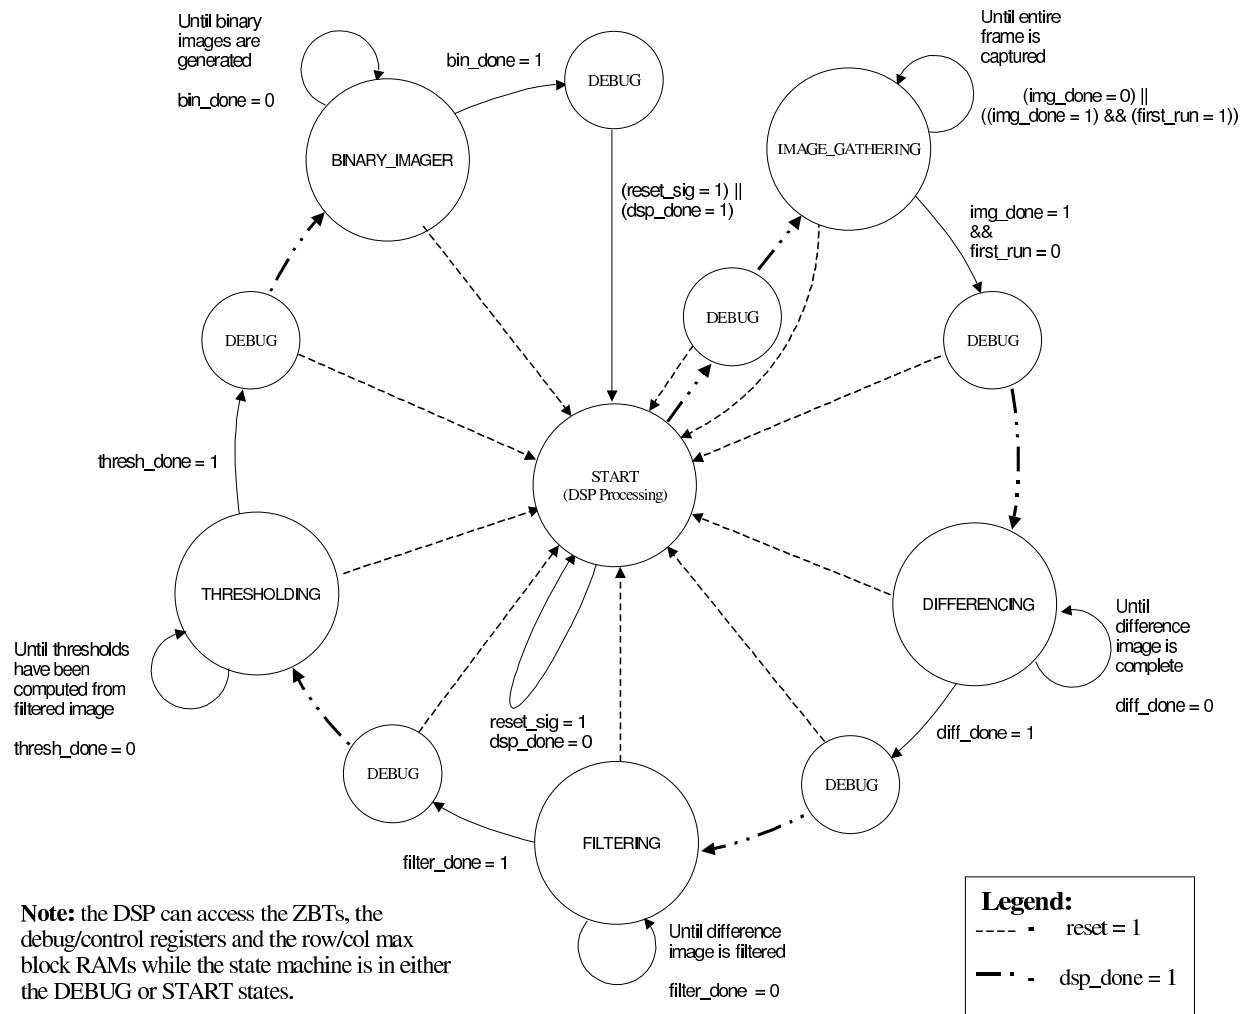 Until binary
images are
generated
bin_done = 0
bin_done = 1
DEBUG
BINARY_IMAGER
Until entire
frame is
captured
(img_done = 0) ||
((img_done = 1) && (first_run = 1))
IMAGE_GATHERING
(reset_sig = 1) ||
(dsp_done = 1)
img_done = 1
&&
first_run = 0
DEBUG
DEBUG
DEBUG
thresh_done = 1
START
(DSP Processing)
THRESHOLDING
DIFFERENCING
Until
difference
image is
complete
diff_done = 0
Until thresholds
have been
computed from
filtered image
thresh_done = 0
reset_sig = 1
dsp_done = 0
diff_done = 1
DEBUG
DEBUG
FILTERING
filter_done = 1
Until difference
image is filtered
filter_done = 0
Note: the DSP can access the ZBTs, the
debug/control registers and the row/col max
block RAMs while the state machine is in either
the DEBUG or START states.
Legend:
reset = 1
dsp_done = 1